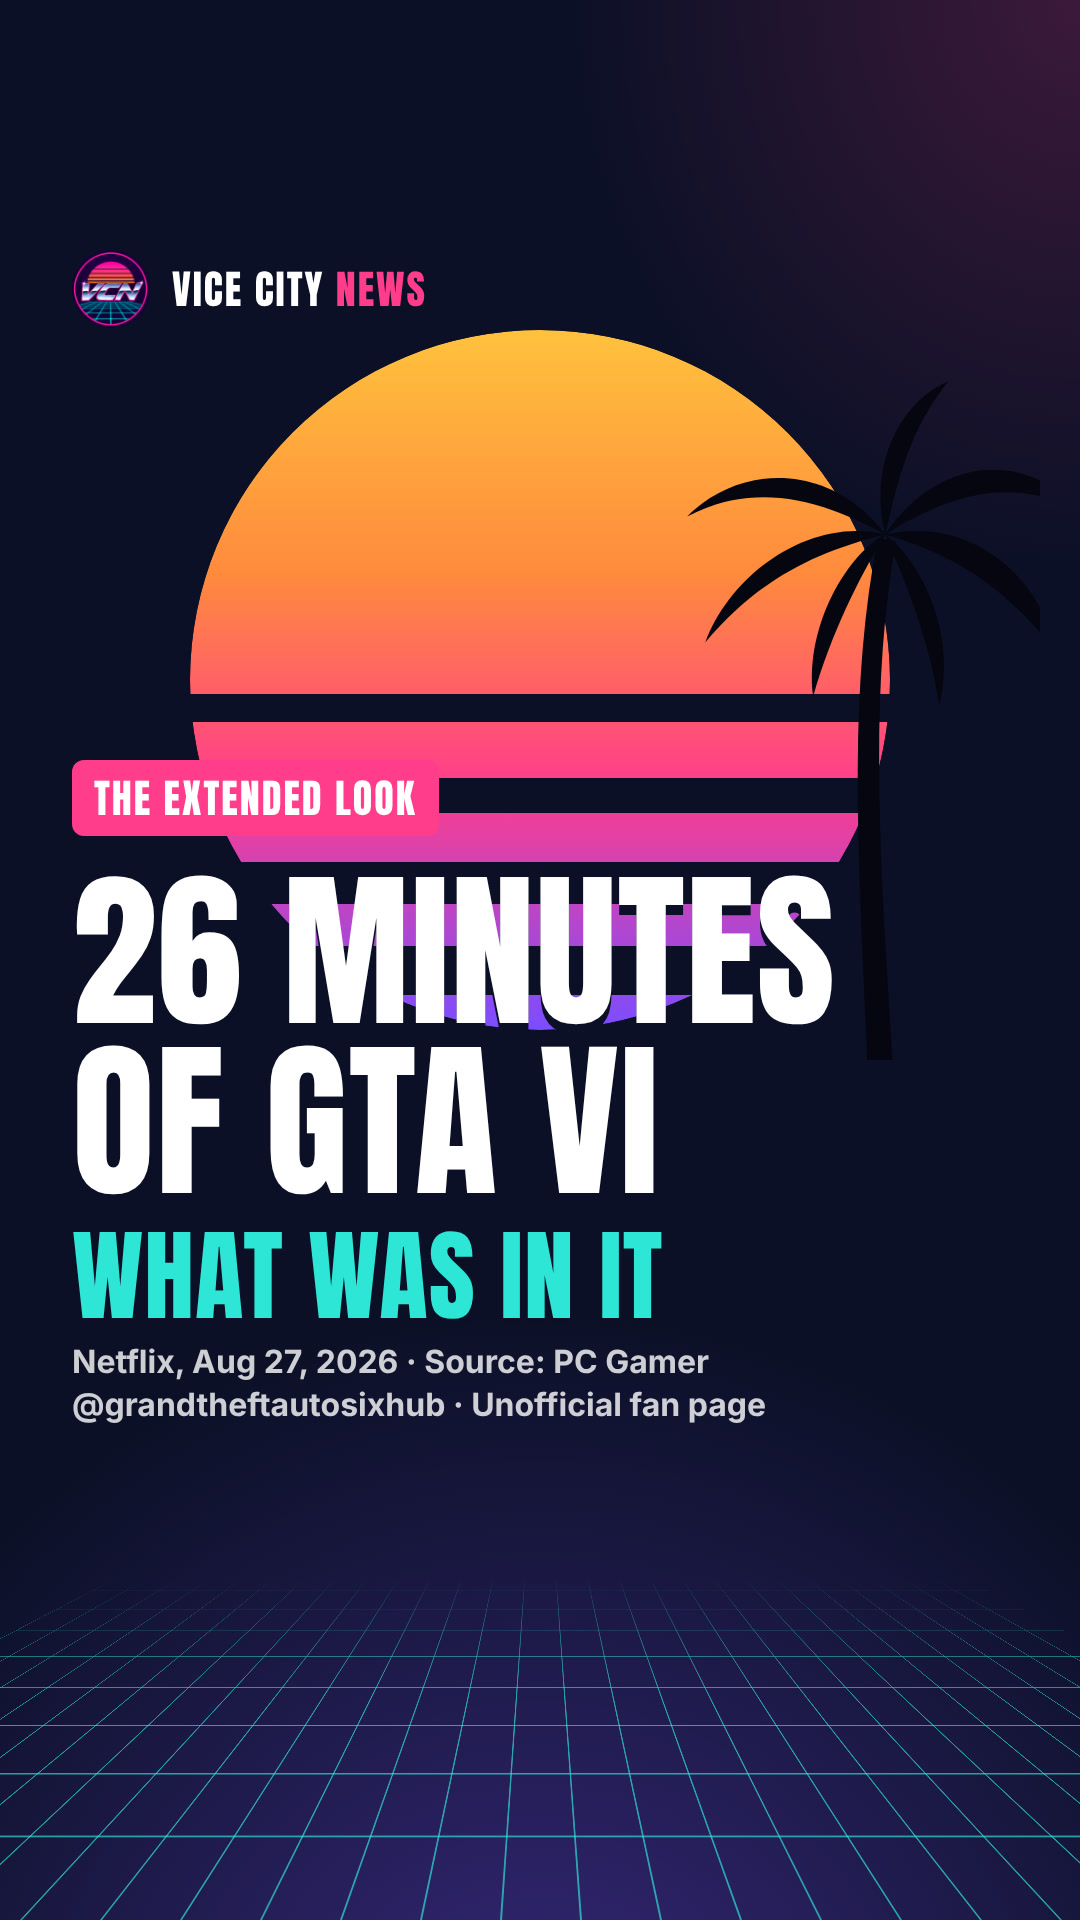 VCN
VICE CITY NEWS
THE EXTENDED LOOK
26 MINUTES
OF GTA VI
WHAT WAS IN IT
Netflix, Aug 27, 2026 · Source: PC Gamer
@grandtheftautosixhub · Unofficial fan page